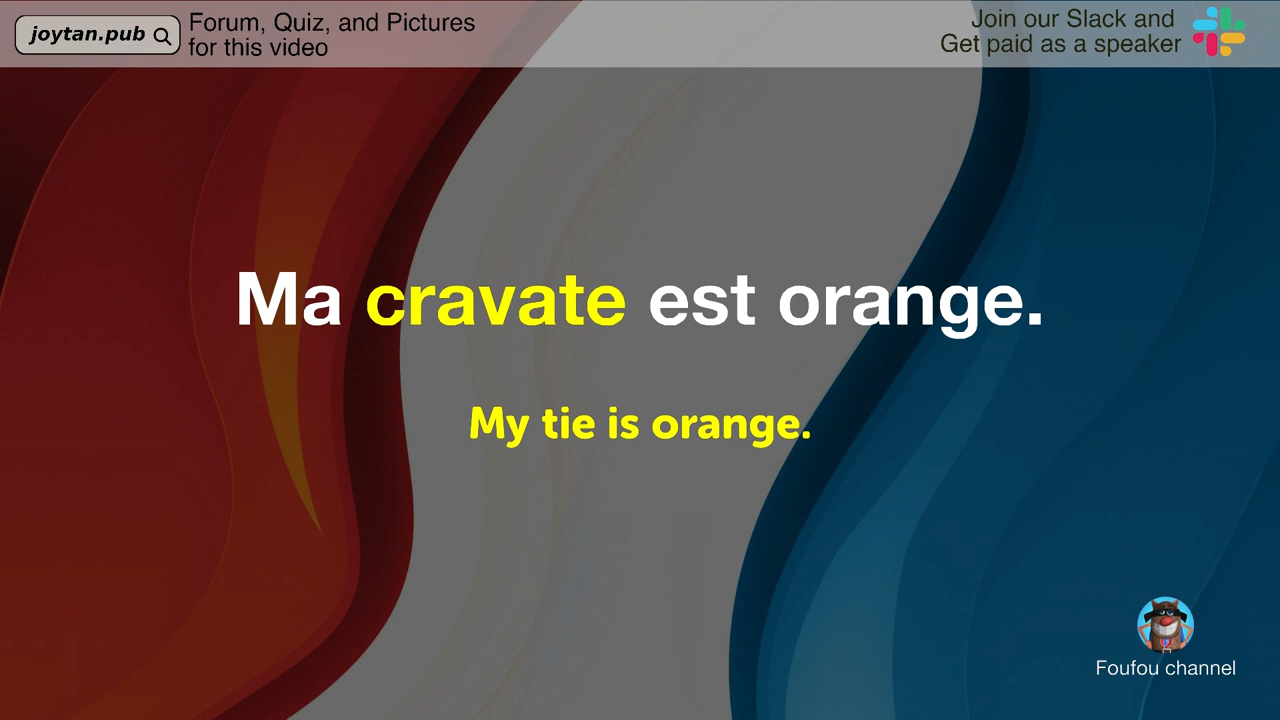 joytan.pub
Forum, Quiz, and Pictures
for this video
Join our Slack and
Get paid as a speaker
Ma cravate est orange.
My tie is orange.
Foufou channel